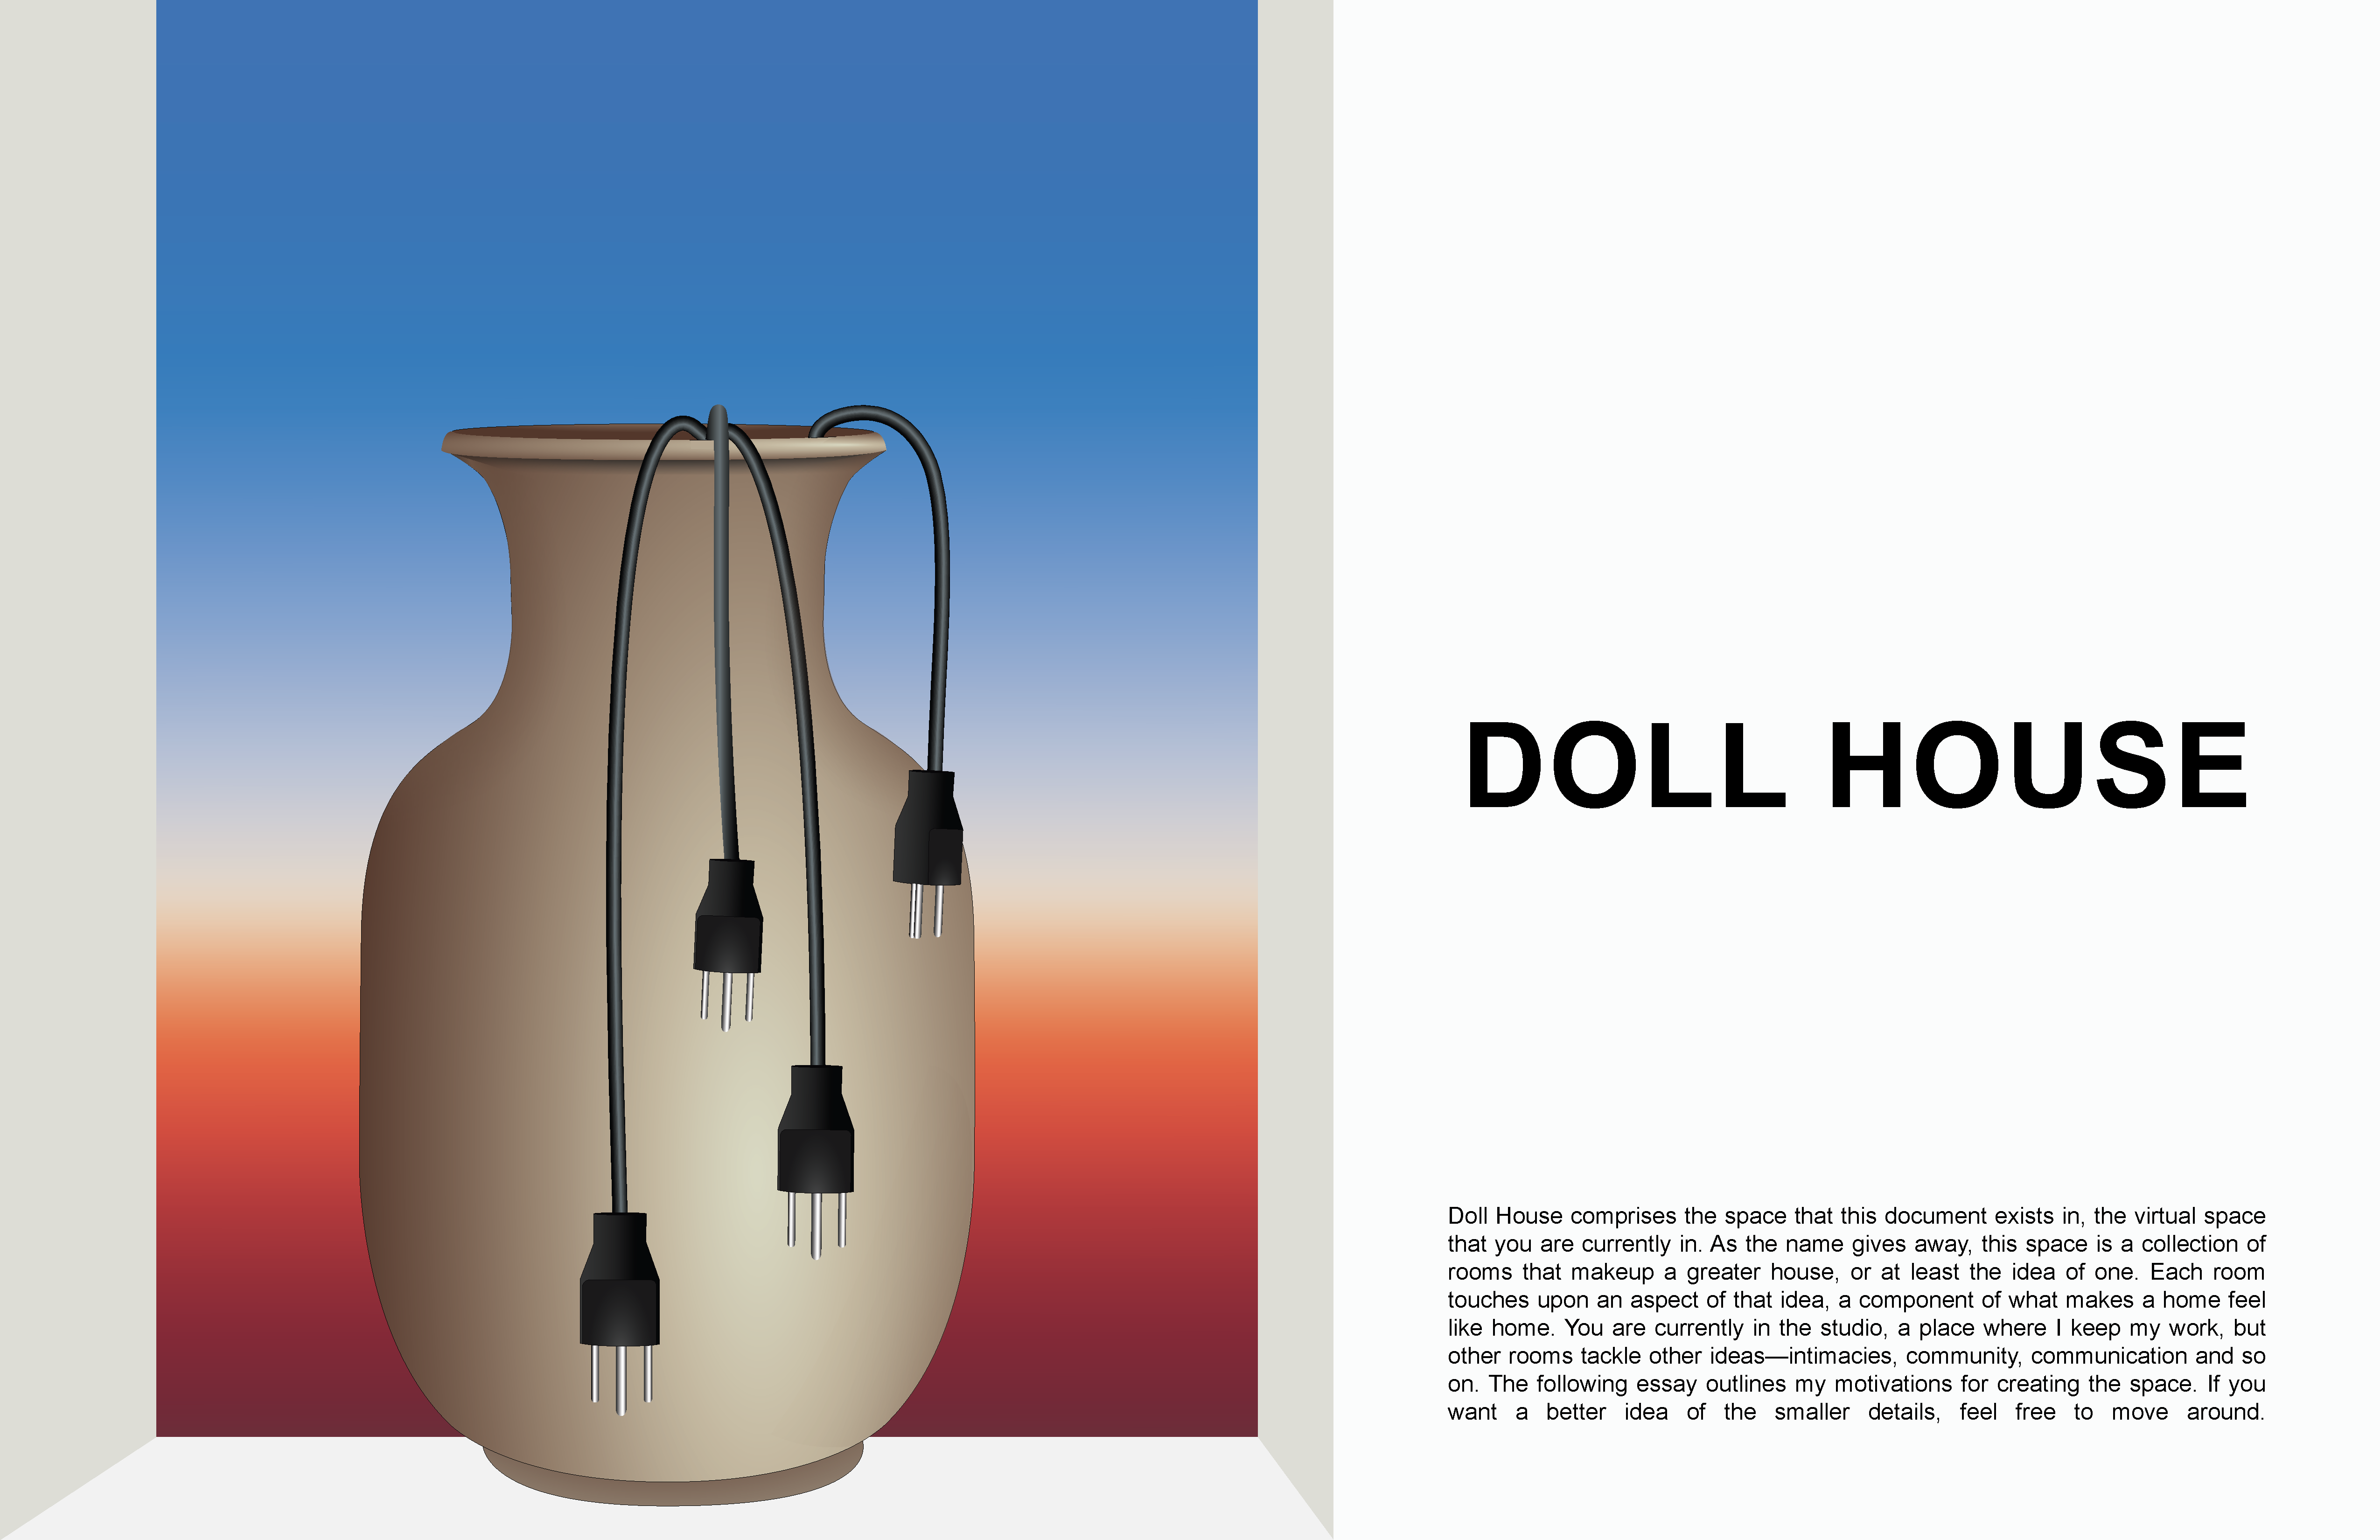 DOLL HOUSE
Doll House comprises the space that this document exists in, the virtual space
that you are currently in. As the name gives away, this space is a collection of
rooms that makeup a greater house, or at least the idea of one. Each room
touches upon an aspect of that idea, a component of what makes a home feel
like home. You are currently in the studio, a place where I keep my work, but
other rooms tackle other ideas—intimacies, community, communication and so
on. The following essay outlines my motivations for creating the space. If you
want a better idea of the smaller details, feel free to move around.